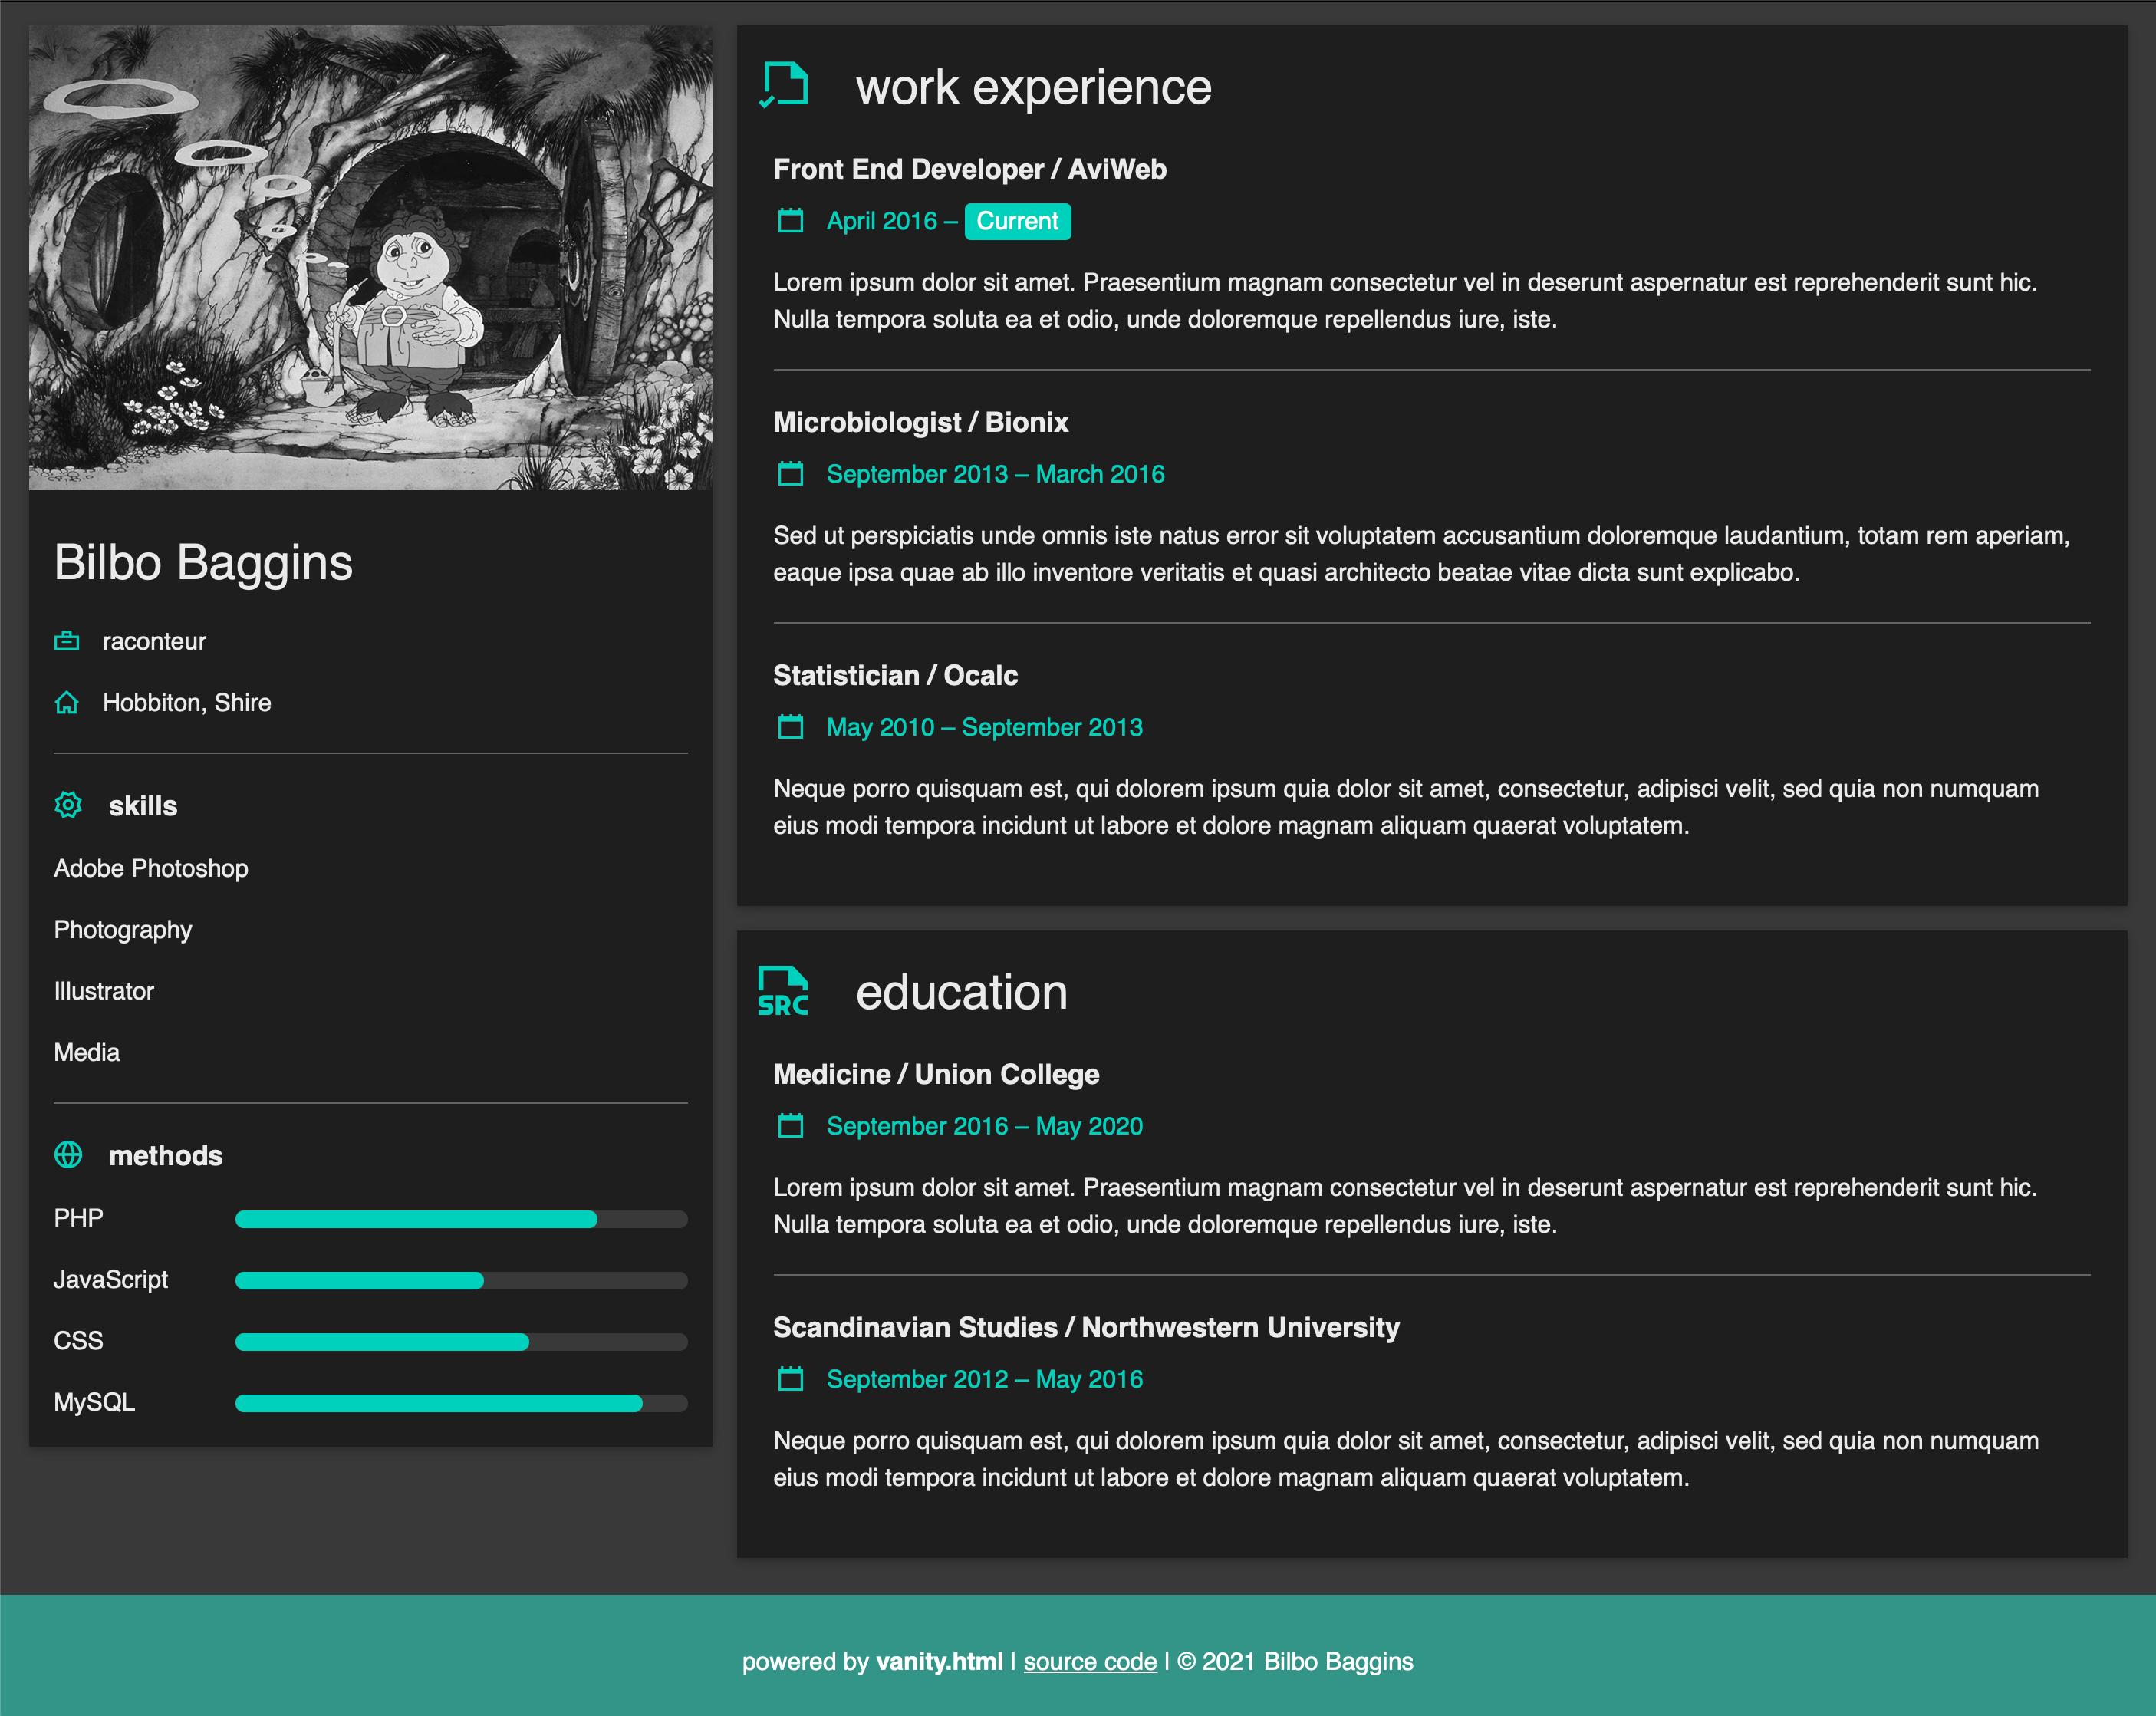 Bilbo Baggins
raconteur
Hobbiton, Shire
skills
Adobe Photoshop
Photography
Illustrator
Media
methods
PHP
JavaScript
CSS
MySQL
work experience
Front End Developer / AviWeb
April 2016 – Current
Lorem ipsum dolor sit amet. Praesentium magnam consectetur vel in deserunt aspernatur est reprehenderit sunt hic.
Nulla tempora soluta ea et odio, unde doloremque repellendus iure, iste.
Microbiologist / Bionix
September 2013 – March 2016
Sed ut perspiciatis unde omnis iste natus error sit voluptatem accusantium doloremque laudantium, totam rem aperiam,
eaque ipsa quae ab illo inventore veritatis et quasi architecto beatae vitae dicta sunt explicabo.
Statistician / Ocalc
May 2010 – September 2013
Neque porro quisquam est, qui dolorem ipsum quia dolor sit amet, consectetur, adipisci velit, sed quia non numquam
eius modi tempora incidunt ut labore et dolore magnam aliquam quaerat voluptatem.
SRC education
Medicine / Union College
September 2016 – May 2020
Lorem ipsum dolor sit amet. Praesentium magnam consectetur vel in deserunt aspernatur est reprehenderit sunt hic.
Nulla tempora soluta ea et odio, unde doloremque repellendus iure, iste.
Scandinavian Studies / Northwestern University
September 2012 – May 2016
Neque porro quisquam est, qui dolorem ipsum quia dolor sit amet, consectetur, adipisci velit, sed quia non numquam
eius modi tempora incidunt ut labore et dolore magnam aliquam quaerat voluptatem.
powered by vanity.html | source code | © 2021 Bilbo Baggins